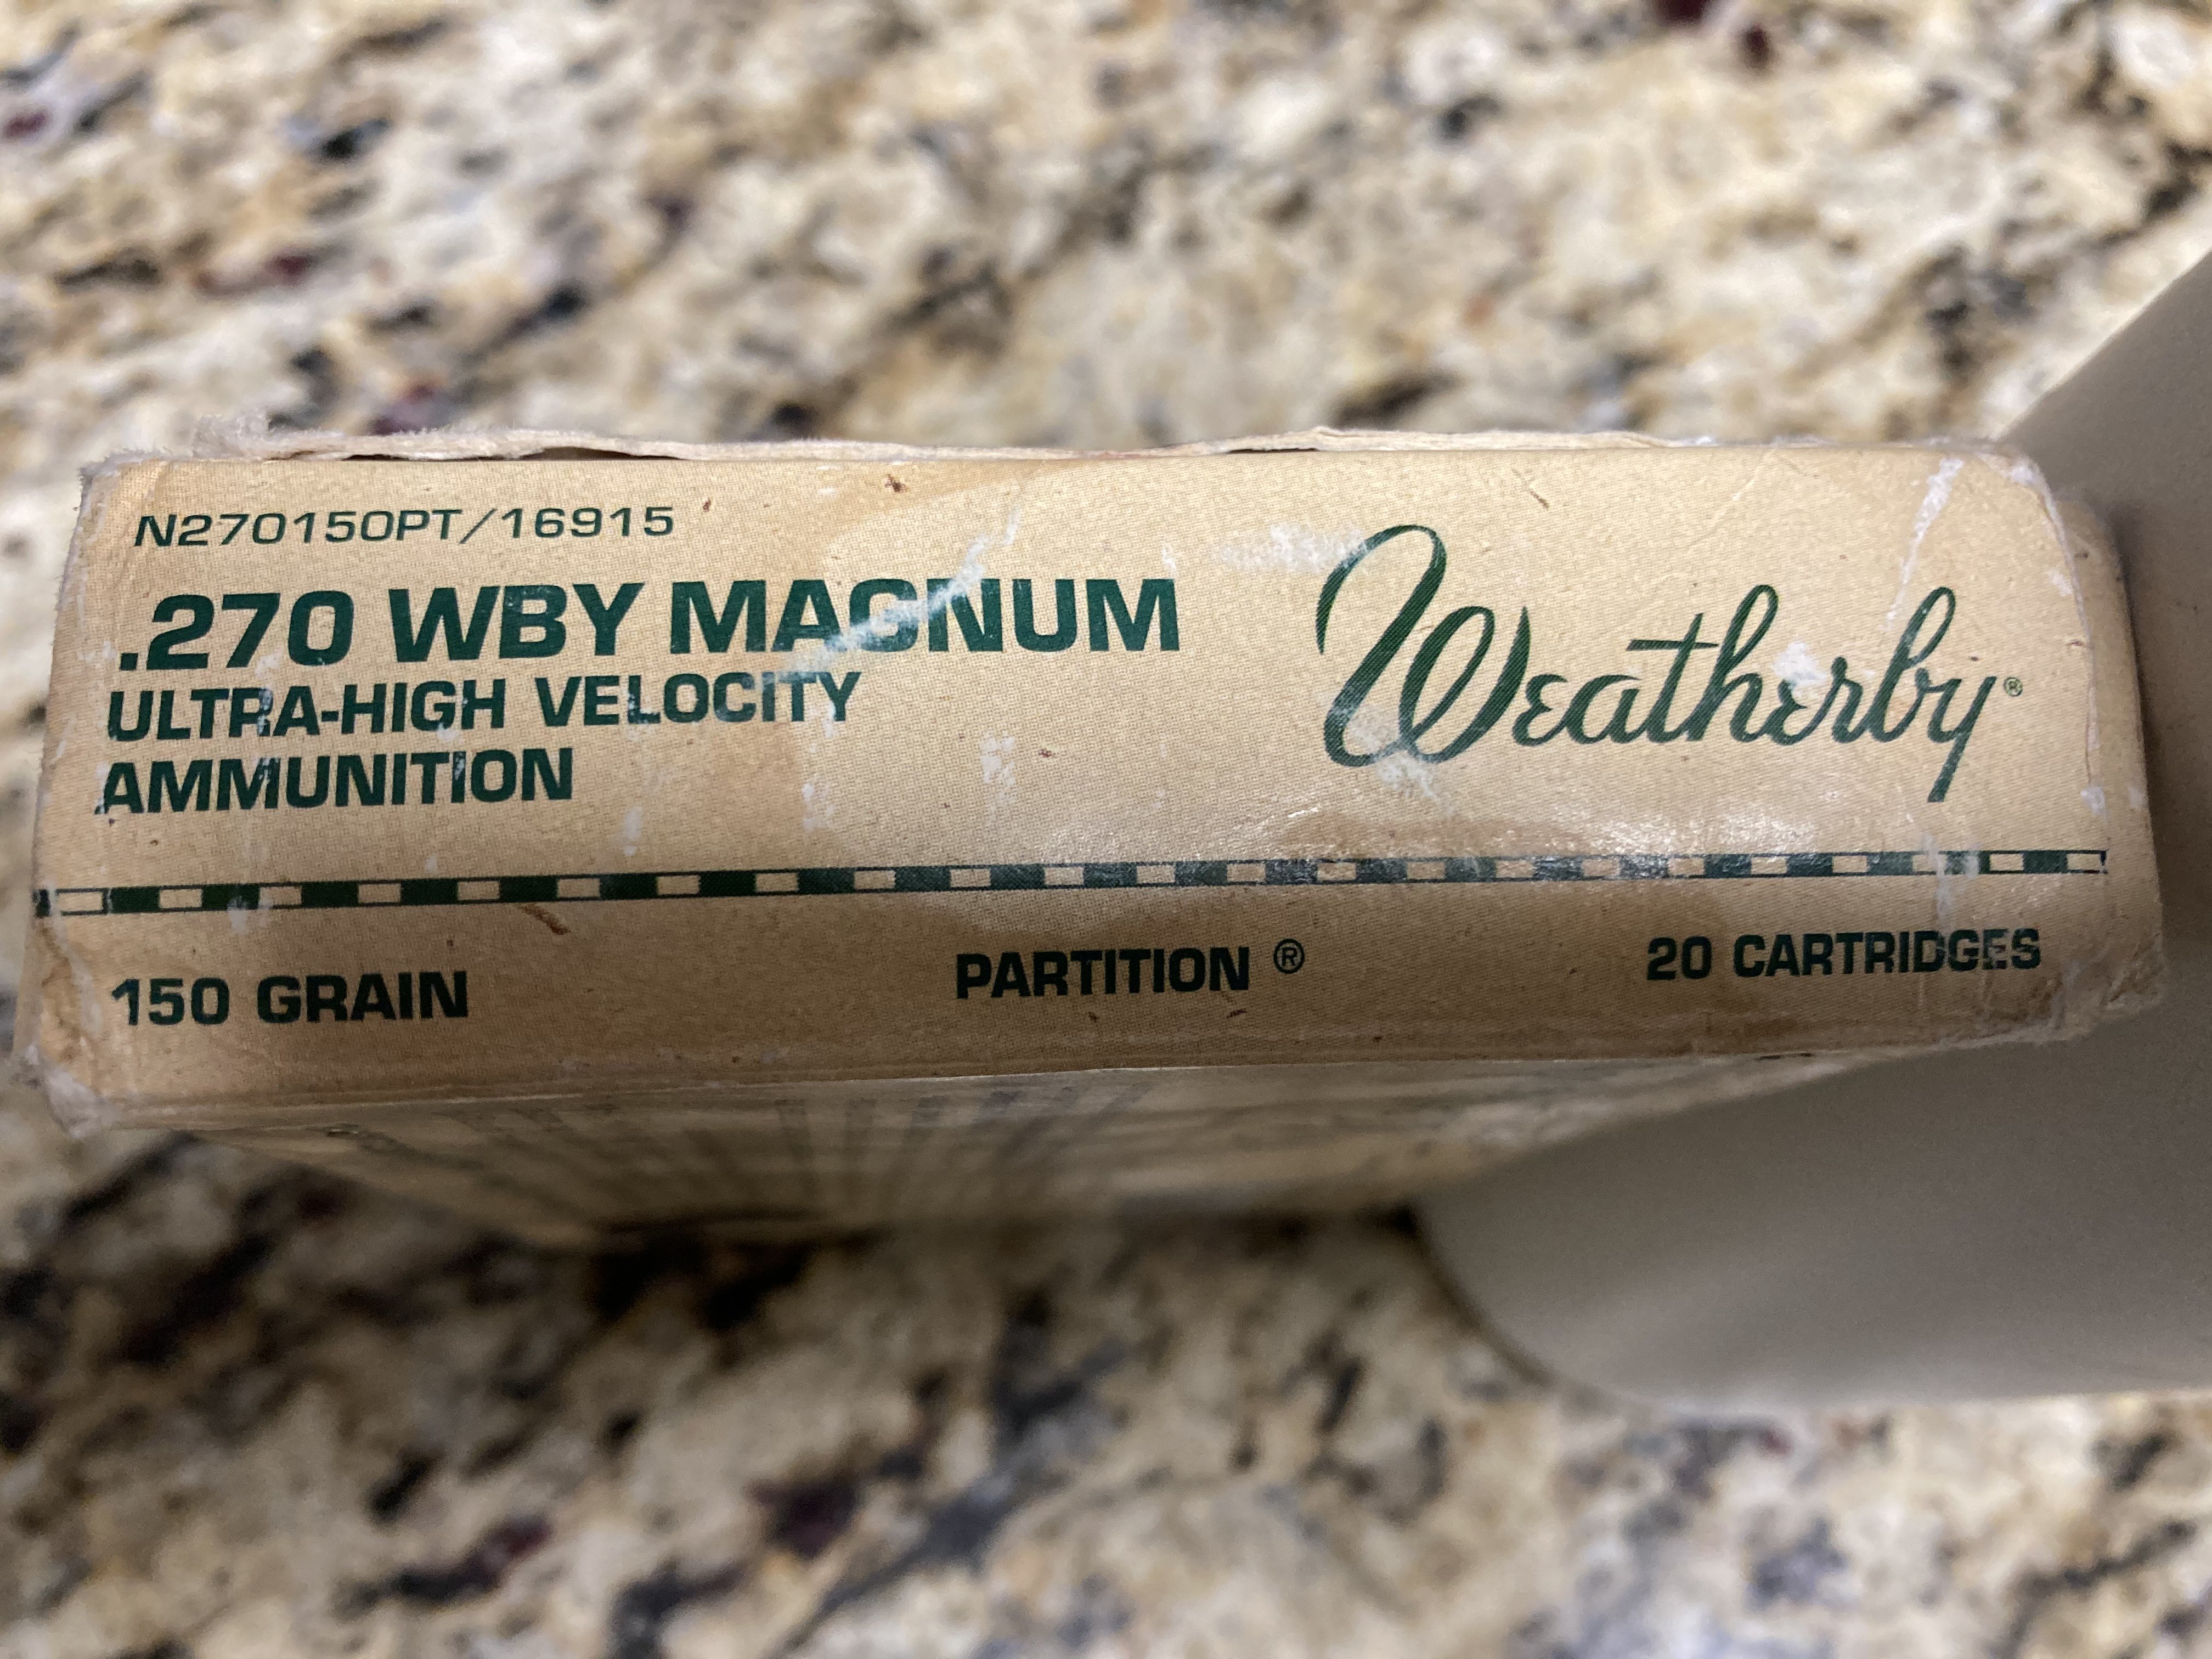 N270150PT/16915
.270 WBY MAGNUM
ULTRA-HIGH VELOCITY
AMMUNITION
Weatherby®
150 GRAIN PARTITION® 20 CARTRIDGES